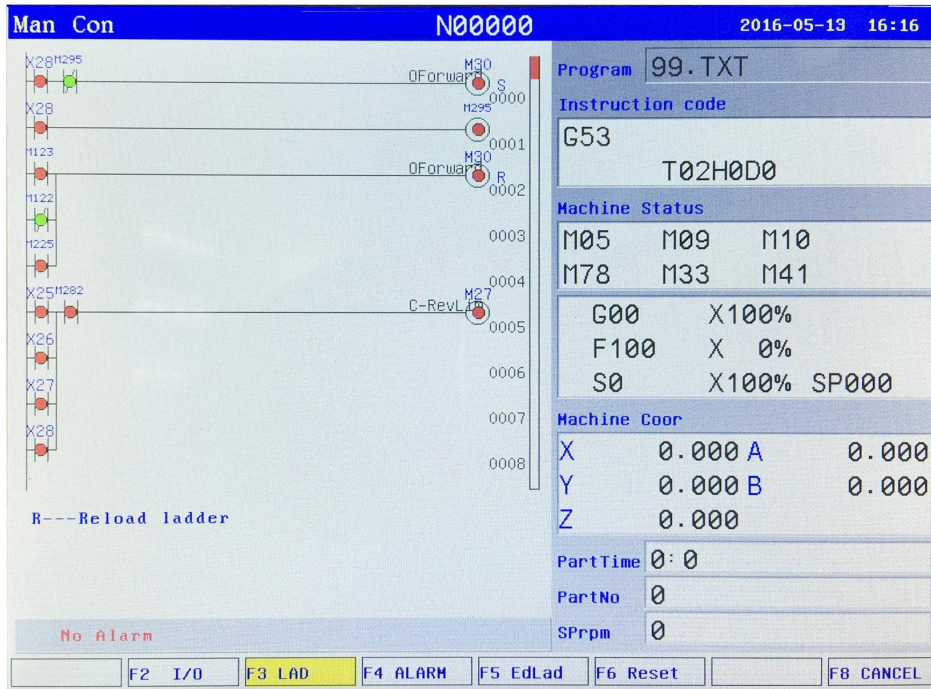 Man Con N00000 2016-05-13 16:16
X28 M295 OForward M30 S 0000
X28 M295 0001
M123 OForward M30 R 0002
M122 0003
M225 0004
X25 M282 C-RevLim M27 0005
X26 0006
X27 0007
X28 0008
R---Reload ladder
No Alarm
Program 99.TXT
Instruction code
G53
T02H0D0
Machine Status
M05 M09 M10
M78 M33 M41
G00 X100%
F100 X 0%
S0 X100% SP000
Machine Coor
X 0.000 A 0.000
Y 0.000 B 0.000
Z 0.000
PartTime 0: 0
PartNo 0
SPrpm 0
F2 I/O F3 LAD F4 ALARM F5 EdLad F6 Reset F8 CANCEL